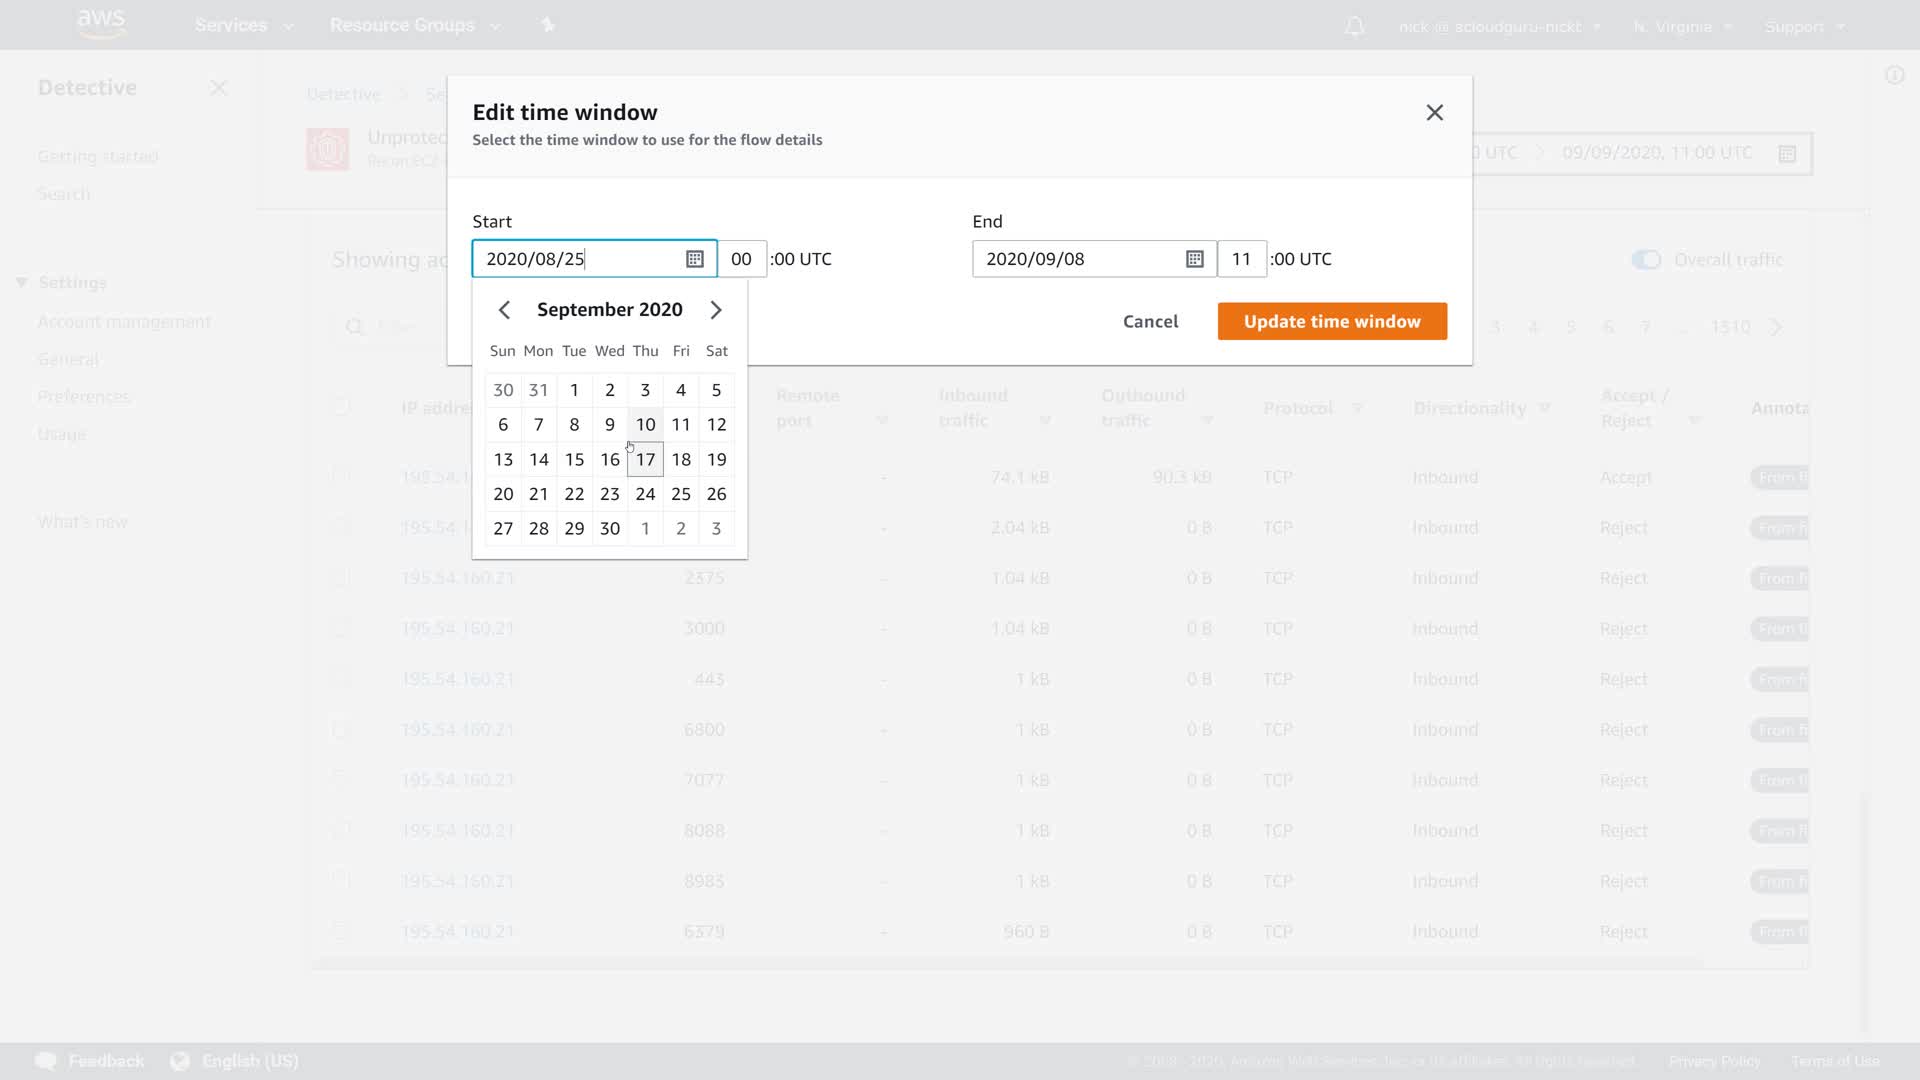 aws
Services
Resource Groups
nick @ acloudguru-nickt
N. Virginia
Support
Detective
Getting started
Search
Settings
Account management
General
Preferences
Usage
What's new
Detective
Unprotec
Recon:EC2
0 UTC
09/09/2020, 11:00 UTC
Edit time window
Select the time window to use for the flow details
Start
2020/08/25
00 :00 UTC
End
2020/09/08
11 :00 UTC
Cancel
Update time window
September 2020
Sun Mon Tue Wed Thu Fri Sat
30 31 1 2 3 4 5
6 7 8 9 10 11 12
13 14 15 16 17 18 19
20 21 22 23 24 25 26
27 28 29 30 1 2 3
Overall traffic
3 4 5 6 7 ... 1310
Remote port
Inbound traffic
Outbound traffic
Protocol
Directionality
Accept / Reject
Annota
- 74.1 kB 90.3 kB TCP Inbound Accept From fi
- 2.04 kB 0 B TCP Inbound Reject From fi
195.54.160.21 2375 - 1.04 kB 0 B TCP Inbound Reject From fi
195.54.160.21 3000 - 1.04 kB 0 B TCP Inbound Reject From fi
195.54.160.21 443 - 1 kB 0 B TCP Inbound Reject From fi
195.54.160.21 6800 - 1 kB 0 B TCP Inbound Reject From fi
195.54.160.21 7077 - 1 kB 0 B TCP Inbound Reject From fi
195.54.160.21 8088 - 1 kB 0 B TCP Inbound Reject From fi
195.54.160.21 8983 - 1 kB 0 B TCP Inbound Reject From fi
195.54.160.21 6379 - 960 B 0 B TCP Inbound Reject From fi
Feedback
English (US)
© 2008 - 2020, Amazon Web Services, Inc. or its affiliates. All rights reserved.
Privacy Policy
Terms of Use